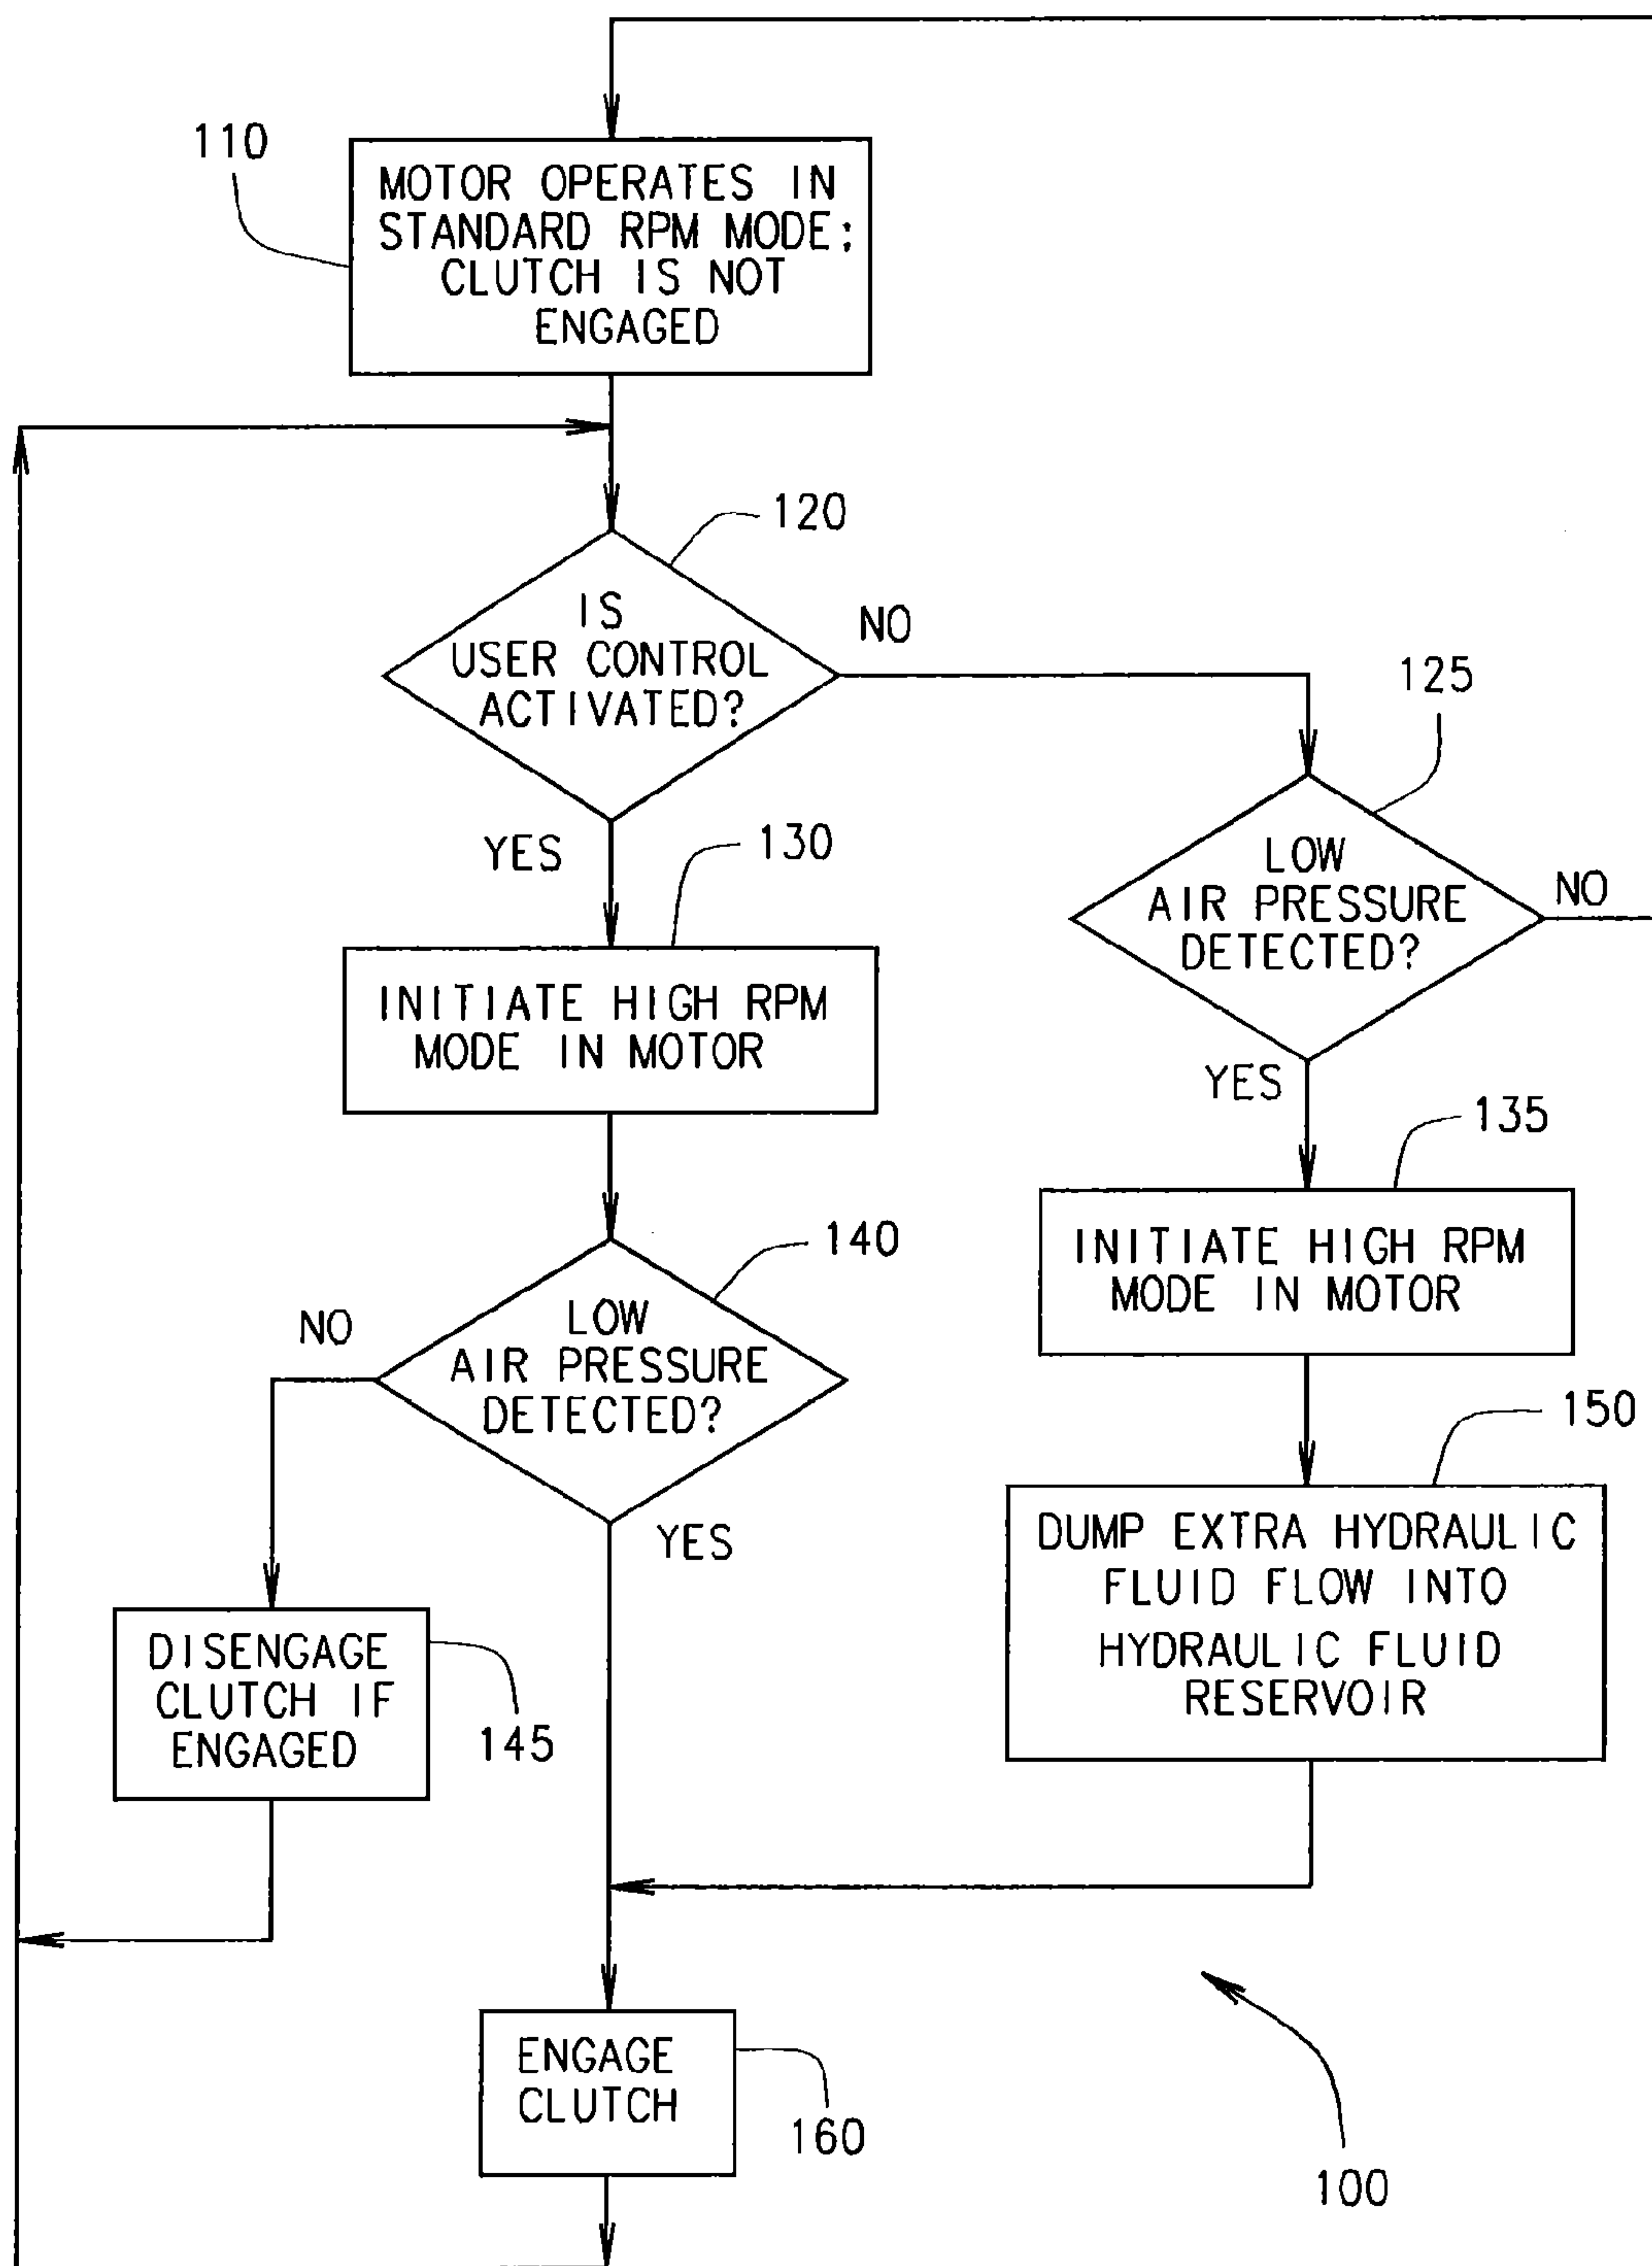 110
MOTOR OPERATES IN
STANDARD RPM MODE;
CLUTCH IS NOT
ENGAGED
120
IS
USER CONTROL
ACTIVATED?
NO
125
YES
130
LOW
AIR PRESSURE
DETECTED?
NO
INITIATE HIGH RPM
MODE IN MOTOR
YES
135
140
INITIATE HIGH RPM
MODE IN MOTOR
NO
LOW
AIR PRESSURE
DETECTED?
150
YES
DUMP EXTRA HYDRAULIC
FLUID FLOW INTO
HYDRAULIC FLUID
RESERVOIR
DISENGAGE
CLUTCH IF
ENGAGED
145
ENGAGE
CLUTCH
160
100